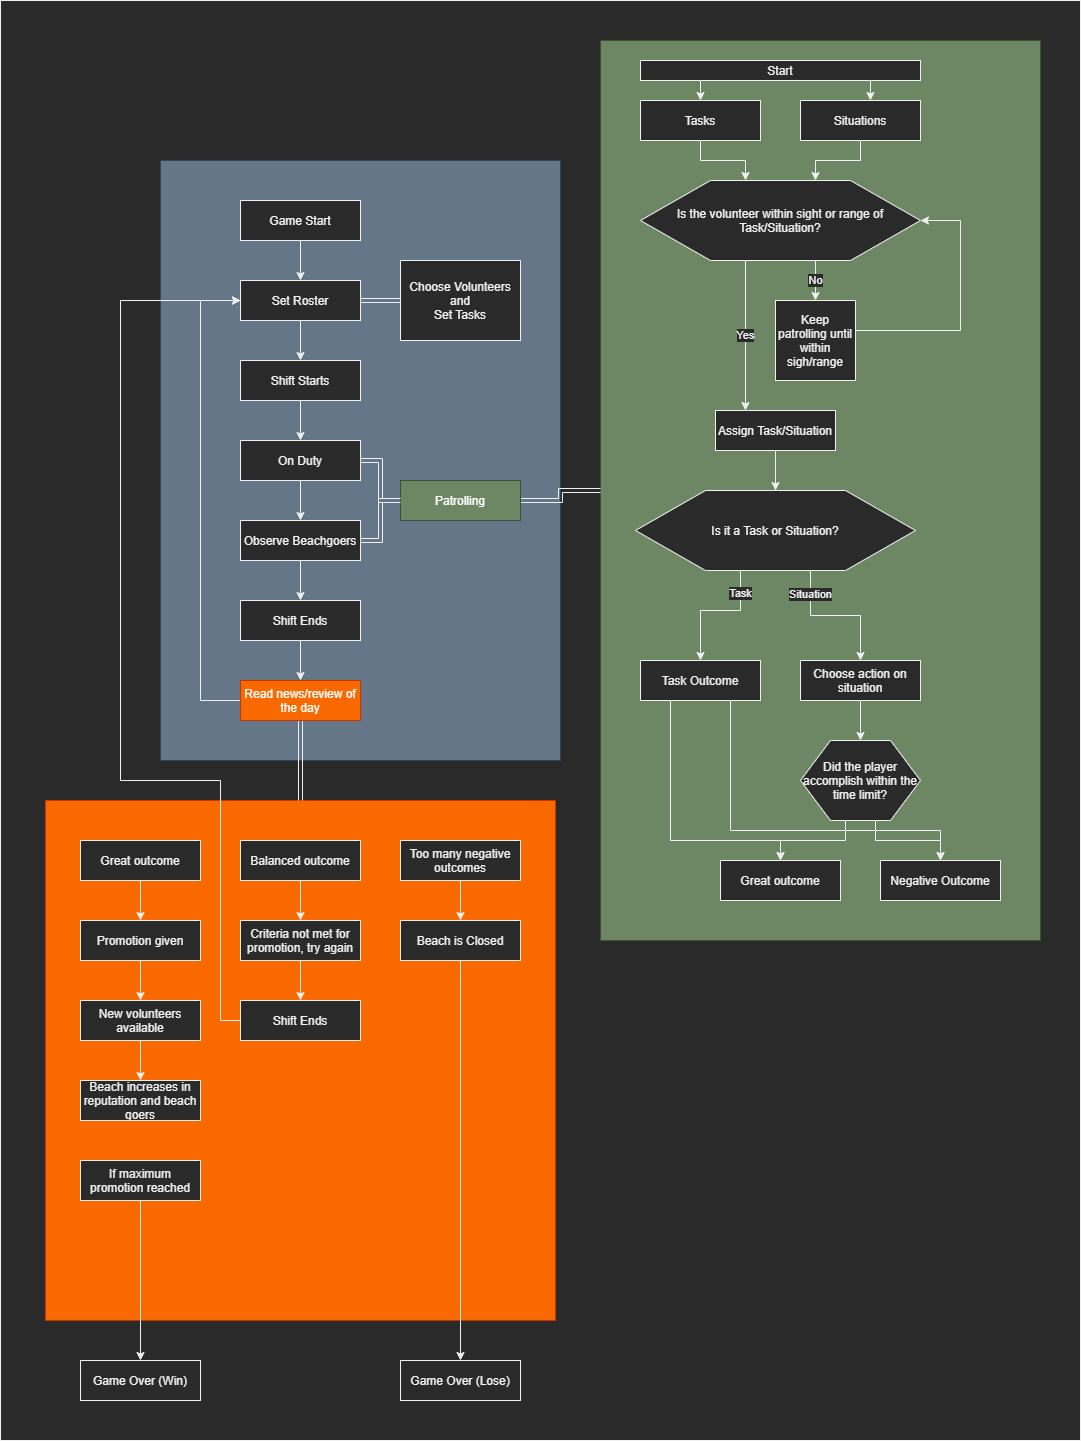 Game Start
Set Roster
Choose Volunteers
and
Set Tasks
Shift Starts
On Duty
Patrolling
Observe Beachgoers
Shift Ends
Read news/review of
the day
Start
Tasks
Situations
Is the volunteer within sight or range of
Task/Situation?
No
Keep
patrolling until
within
sigh/range
Yes
Assign Task/Situation
Is it a Task or Situation?
Task
Situation
Task Outcome
Choose action on
situation
Did the player
accomplish within the
time limit?
Great outcome
Negative Outcome
Great outcome
Promotion given
New volunteers
available
Beach increases in
reputation and beach
goers
If maximum
promotion reached
Game Over (Win)
Balanced outcome
Criteria not met for
promotion, try again
Shift Ends
Too many negative
outcomes
Beach is Closed
Game Over (Lose)